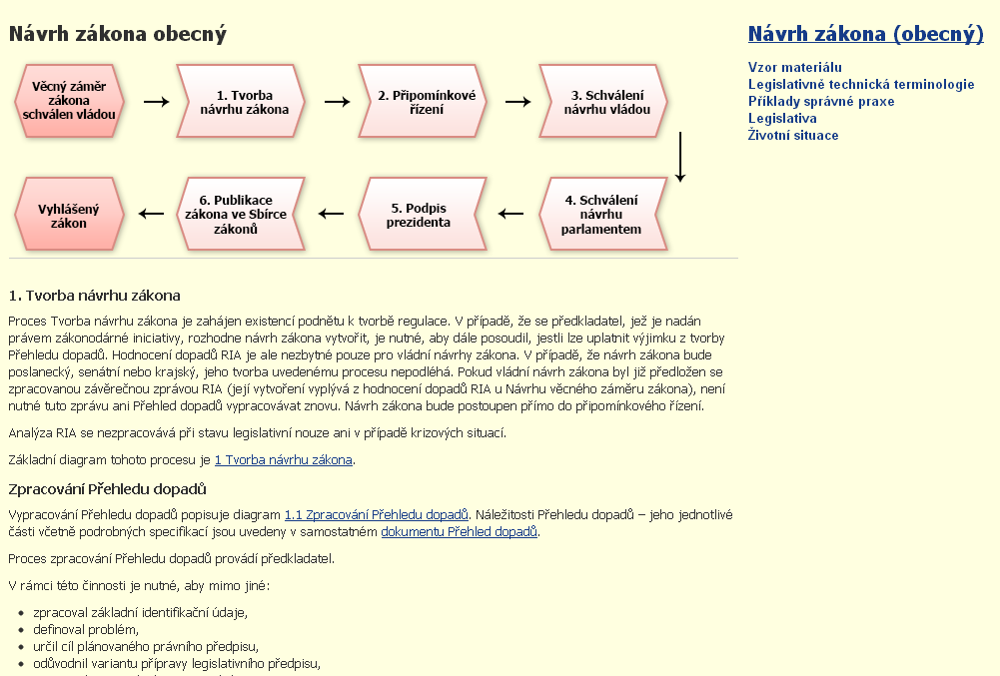 Návrh zákona obecný
Věcný záměr
zákona
schválen vládou
1. Tvorba
návrhu zákona
2. Připomínkové
řízení
3. Schválení
návrhu vládou
4. Schválení
návrhu
parlamentem
5. Podpis
prezidenta
6. Publikace
zákona ve Sbírce
zákonů
Vyhlášený
zákon
1. Tvorba návrhu zákona
Proces Tvorba návrhu zákona je zahájen existencí podnětu k tvorbě regulace. V případě, že se předkladatel, jež je nadán
právem zákonodárné iniciativy, rozhodne návrh zákona vytvořit, je nutné, aby dále posoudil, jestli lze uplatnit výjimku z tvorby
Přehledu dopadů. Hodnocení dopadů RIA je ale nezbytné pouze pro vládní návrhy zákona. V případě, že návrh zákona bude
poslanecký, senátní nebo krajský, jeho tvorba uvedenému procesu nepodléhá. Pokud vládní návrh zákona byl již předložen se
zpracovanou závěrečnou zprávou RIA (její vytvoření vyplývá z hodnocení dopadů RIA u Návrhu věcného záměru zákona), není
nutné tuto zprávu ani Přehled dopadů vypracovávat znovu. Návrh zákona bude postoupen přímo do připomínkového řízení.
Analýza RIA se nezpracovává při stavu legislativní nouze ani v případě krizových situací.
Základní diagram tohoto procesu je 1 Tvorba návrhu zákona.
Zpracování Přehledu dopadů
Vypracování Přehledu dopadů popisuje diagram 1.1 Zpracování Přehledu dopadů. Náležitosti Přehledu dopadů – jeho jednotlivé
části včetně podrobných specifikací jsou uvedeny v samostatném dokumentu Přehled dopadů.
Proces zpracování Přehledu dopadů provádí předkladatel.
V rámci této činnosti je nutné, aby mimo jiné:
• zpracoval základní identifikační údaje,
• definoval problém,
• určil cíl plánovaného právního předpisu,
• odůvodnil variantu přípravy legislativního předpisu,
Návrh zákona (obecný)
Vzor materiálu
Legislativně technická terminologie
Příklady správné praxe
Legislativa
Životní situace